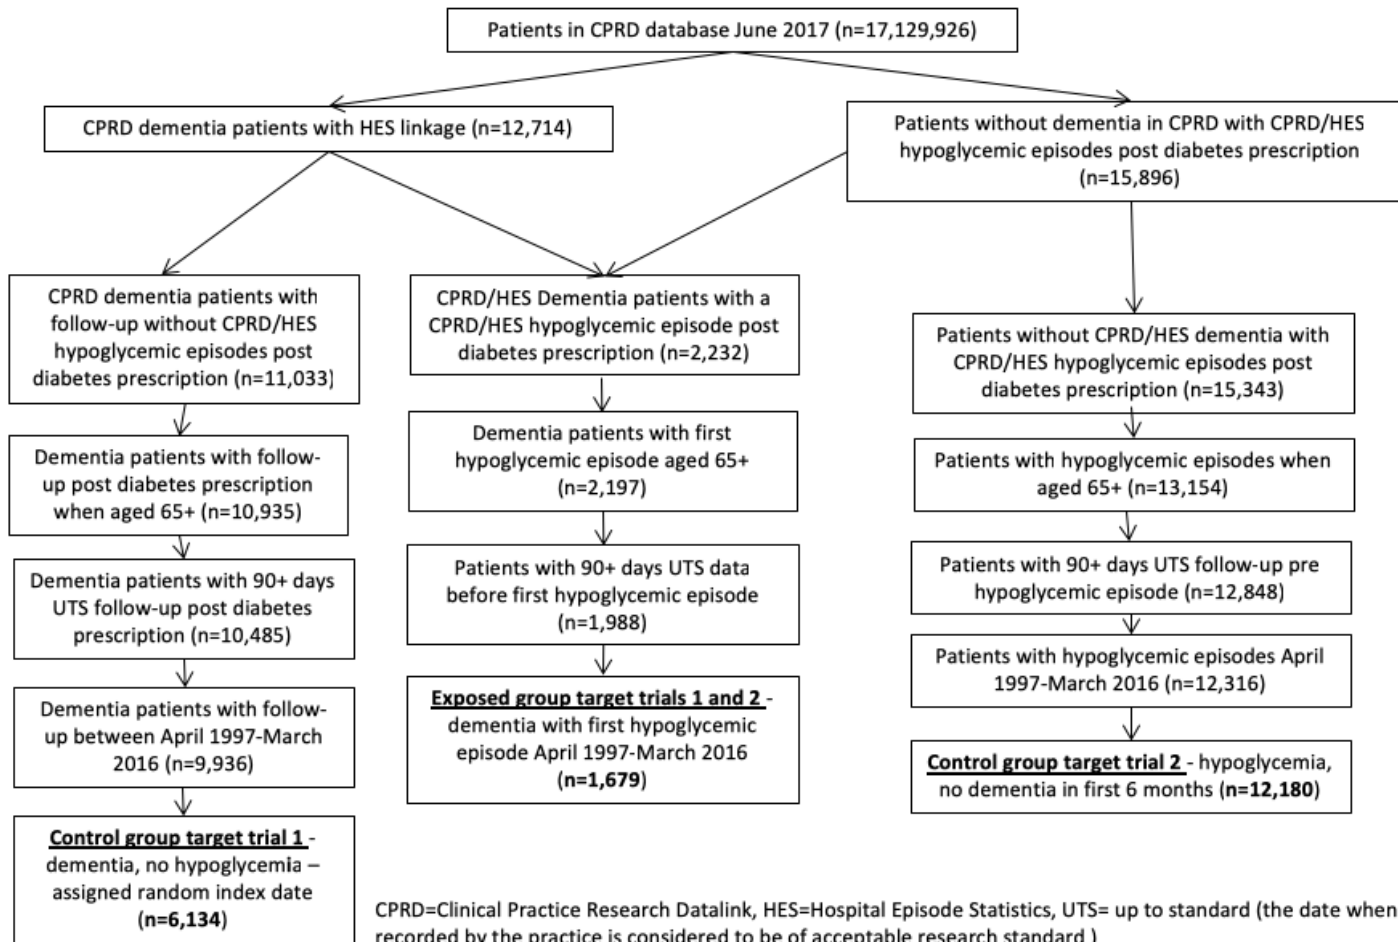 Patients in CPRD database June 2017 (n=17,129,926)
CPRD dementia patients with HES linkage (n=12,714)
Patients without dementia in CPRD with CPRD/HES
hypoglycemic episodes post diabetes prescription
(n=15,896)
CPRD dementia patients with
follow-up without CPRD/HES
hypoglycemic episodes post
diabetes prescription (n=11,033)
CPRD/HES Dementia patients with a
CPRD/HES hypoglycemic episode post
diabetes prescription (n=2,232)
Patients without CPRD/HES dementia with
CPRD/HES hypoglycemic episodes post
diabetes prescription (n=15,343)
Dementia patients with follow-
up post diabetes prescription
when aged 65+ (n=10,935)
Dementia patients with first
hypoglycemic episode aged 65+
(n=2,197)
Patients with hypoglycemic episodes when
aged 65+ (n=13,154)
Dementia patients with 90+ days
UTS follow-up post diabetes
prescription (n=10,485)
Patients with 90+ days UTS data
before first hypoglycemic episode
(n=1,988)
Patients with 90+ days UTS follow-up pre
hypoglycemic episode (n=12,848)
Patients with hypoglycemic episodes April
1997-March 2016 (n=12,316)
Dementia patients with follow-
up between April 1997-March
2016 (n=9,936)
Exposed group target trials 1 and 2 -
dementia with first hypoglycemic
episode April 1997-March 2016
(n=1,679)
Control group target trial 2 - hypoglycemia,
no dementia in first 6 months (n=12,180)
Control group target trial 1 -
dementia, no hypoglycemia –
assigned random index date
(n=6,134)
CPRD=Clinical Practice Research Datalink, HES=Hospital Episode Statistics, UTS= up to standard (the date when
recorded by the practice is considered to be of acceptable research standard )